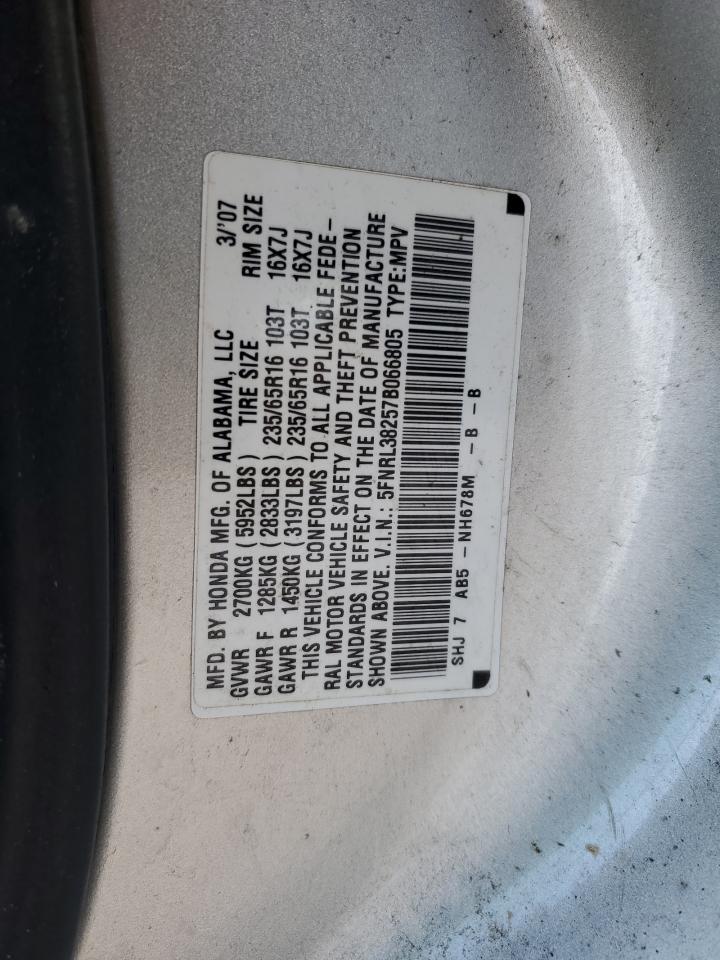 MFD. BY HONDA MFG. OF ALABAMA, LLC 3/'07
GVWR 2700KG (5952LBS) TIRE SIZE RIM SIZE
GAWR F 1285KG (2833LBS) 235/65R16 103T 16X7J
GAWR R 1450KG (3197LBS) 235/65R16 103T 16X7J
THIS VEHICLE CONFORMS TO ALL APPLICABLE FEDE-
RAL MOTOR VEHICLE SAFETY AND THEFT PREVENTION
STANDARDS IN EFFECT ON THE DATE OF MANUFACTURE
SHOWN ABOVE. V.I.N.: 5FNRL38257B066805 TYPE:MPV
SHJ 7 AB5 -NH678M - B - B